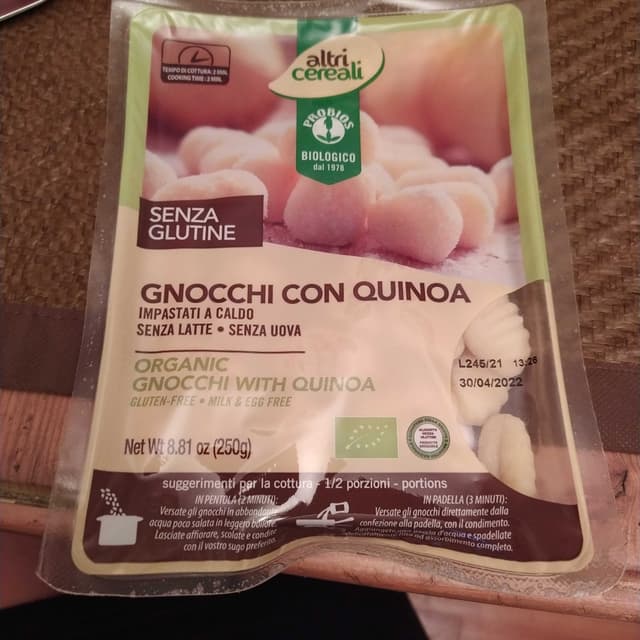 TEMPO DI COTTURA: 2 MIN.
COOKING TIME: 2 MIN.
altri
cereali
PROBIOS
BIOLOGICO
dal 1978
SENZA
GLUTINE
GNOCCHI CON QUINOA
IMPASTATI A CALDO
SENZA LATTE • SENZA UOVA
ORGANIC
GNOCCHI WITH QUINOA
GLUTEN-FREE • MILK & EGG FREE
L245/21 13:26
30/04/2022
Net Wt 8.81 oz (250g)
suggerimenti per la cottura - 1/2 porzioni - portions
IN PENTOLA (2 MINUTI):
Versate gli gnocchi in abbondante
acqua poco salata in leggero bollore.
Lasciate affiorare, scolate e condite
con il vostro sugo preferito.
IN PADELLA (3 MINUTI):
Versate gli gnocchi direttamente dalla
confezione alla padella, con il condimento.
d'acqua e spadellate
ad assorbimento completo.